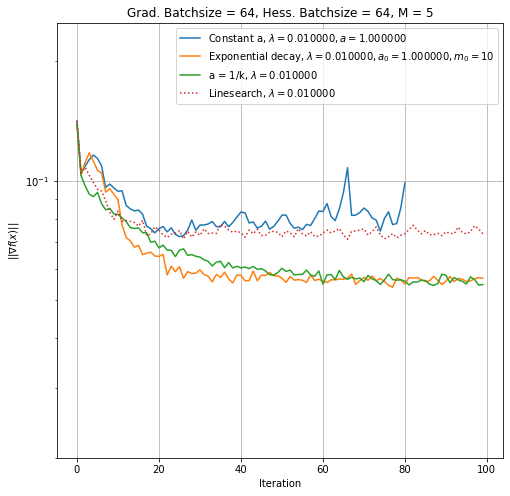 Grad. Batchsize = 64, Hess. Batchsize = 64, M = 5
Constant a, λ = 0.010000, a = 1.000000
Exponential decay, λ = 0.010000, a₀ = 1.000000, m₀ = 10
a = 1/k, λ = 0.010000
Linesearch, λ = 0.010000
10⁻¹
||∇f(x)||
0
20
40
60
80
100
Iteration